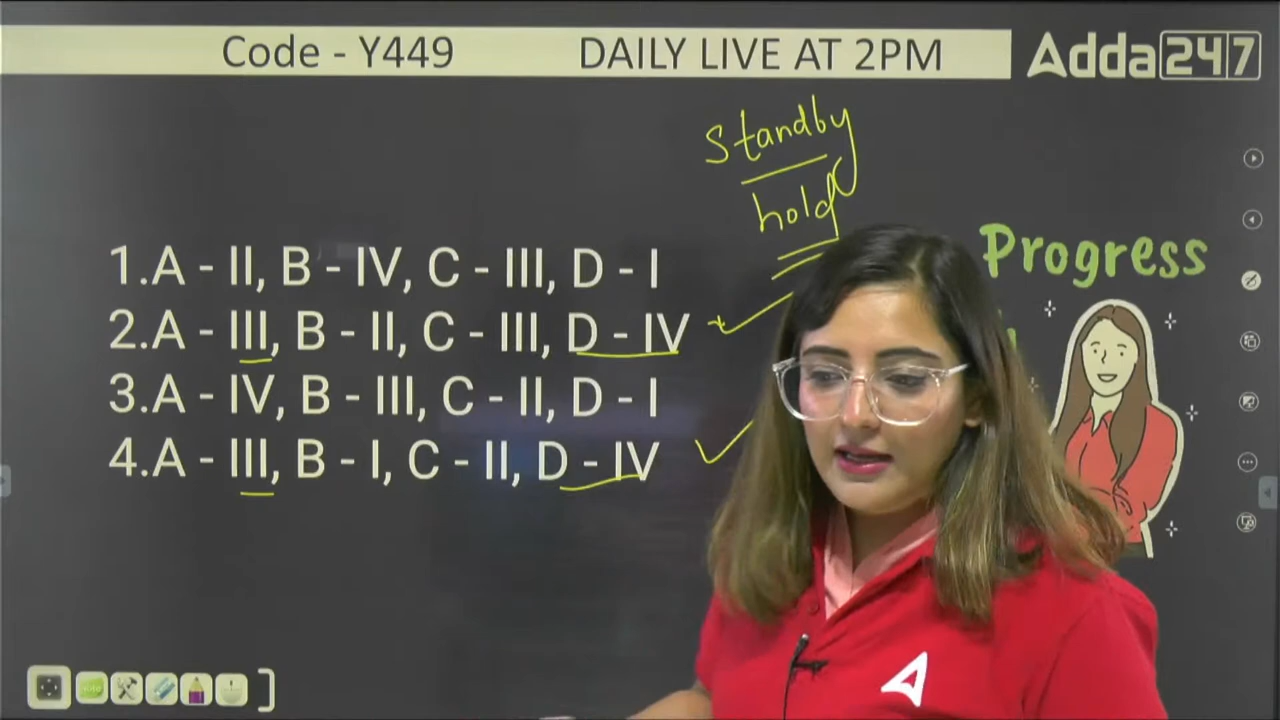 Code - Y449 DAILY LIVE AT 2PM Adda247
Standby
hold
Progress
1.A - II, B - IV, C - III, D - I
2.A - III, B - II, C - III, D - IV
3.A - IV, B - III, C - II, D - I
4.A - III, B - I, C - II, D - IV